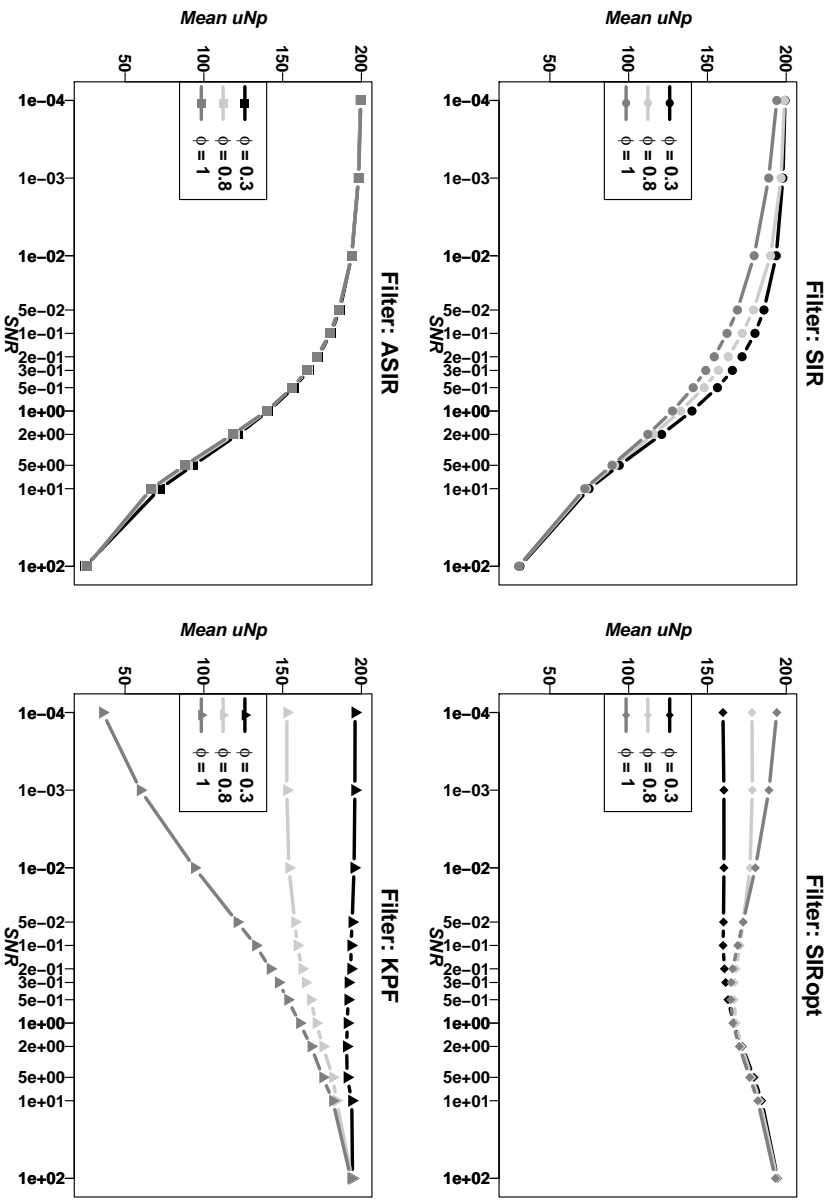 Filter: SIR
Mean uNp
200
150
100
50
ϕ = 0.3
ϕ = 0.8
ϕ = 1
1e−04
1e−03
1e−02
5e−02
1e−01
2e−01
3e−01
5e−01
1e+00
2e+00
5e+00
1e+01
1e+02
SNR
Filter: SIRopt
Mean uNp
200
150
100
50
ϕ = 0.3
ϕ = 0.8
ϕ = 1
1e−04
1e−03
1e−02
5e−02
1e−01
2e−01
3e−01
5e−01
1e+00
2e+00
5e+00
1e+01
1e+02
SNR
Filter: ASIR
Mean uNp
200
150
100
50
ϕ = 0.3
ϕ = 0.8
ϕ = 1
1e−04
1e−03
1e−02
5e−02
1e−01
2e−01
3e−01
5e−01
1e+00
2e+00
5e+00
1e+01
1e+02
SNR
Filter: KPF
Mean uNp
200
150
100
50
ϕ = 0.3
ϕ = 0.8
ϕ = 1
1e−04
1e−03
1e−02
5e−02
1e−01
2e−01
3e−01
5e−01
1e+00
2e+00
5e+00
1e+01
1e+02
SNR